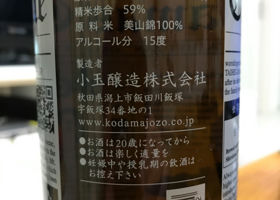 精米歩合 59%
原料米 美山錦100%
アルコール分 15度
製造者
小玉醸造株式会社
秋田県潟上市飯田川飯塚
字飯塚34番地の1
www.kodamajozo.co.jp
●お酒は20歳になってから
●お酒は楽しく適量を
●妊娠中や授乳期の飲酒は
お控え下さい